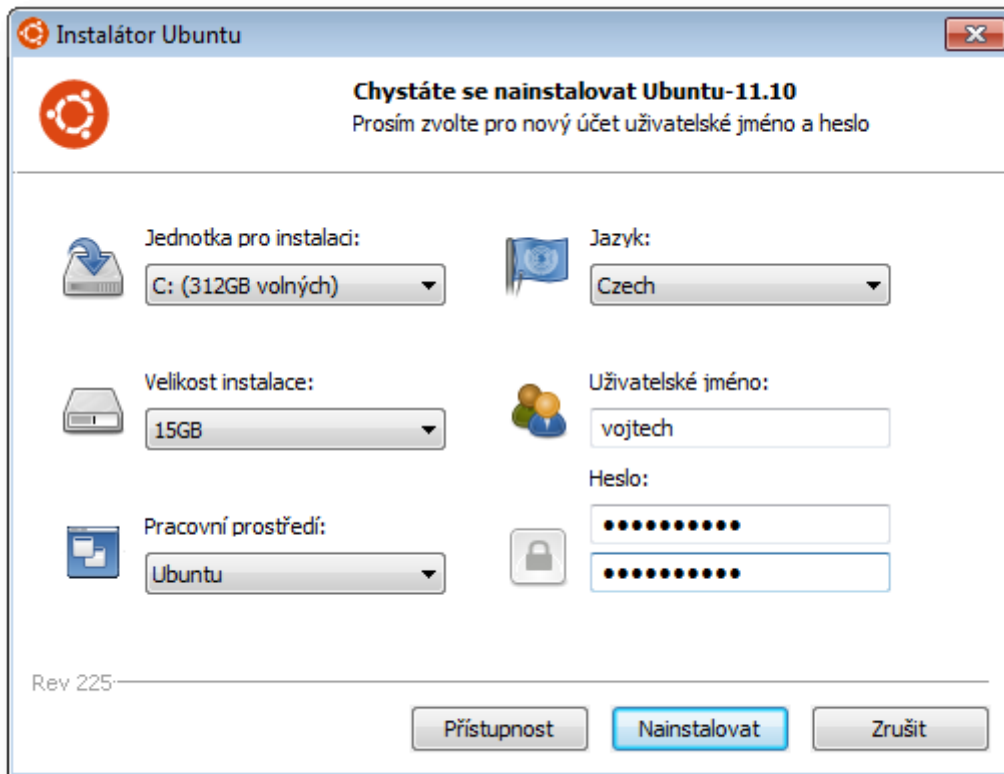 Instalátor Ubuntu
Chystáte se nainstalovat Ubuntu-11.10
Prosím zvolte pro nový účet uživatelské jméno a heslo
Jednotka pro instaci:
C: (312GB volných)
Jazyk:
Czech
Velikost instalace:
15GB
Uživatelské jméno:
vojtech
Heslo:
●●●●●●●●●●
●●●●●●●●●●
Pracovní prostředí:
Ubuntu
Rev 225
Přístupnost
Nainstalovat
Zrušit